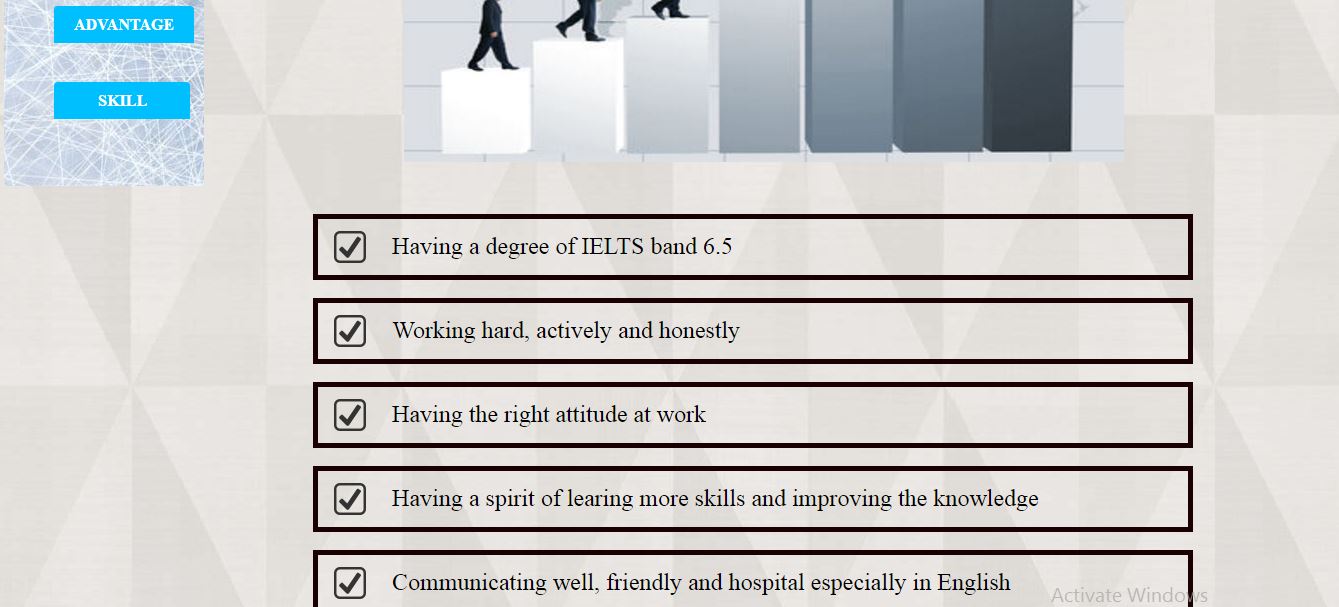 ADVANTAGE
SKILL
Having a degree of IELTS band 6.5
Working hard, actively and honestly
Having the right attitude at work
Having a spirit of learing more skills and improving the knowledge
Communicating well, friendly and hospital especially in English
Activate Windows